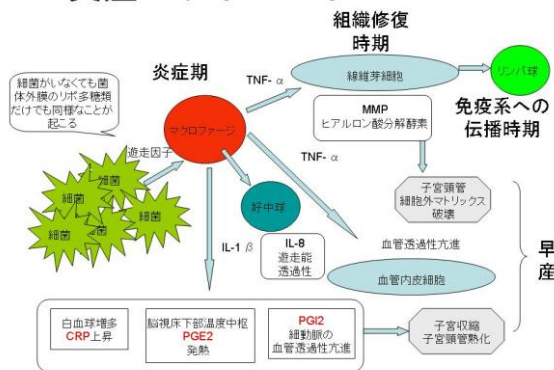 組織修復
時期
炎症期
細菌がいなくても菌
体外膜のリポ多糖類
だけでも同様なことが
起こる
TNF- α
線維芽細胞
リンパ球
MMP
ヒアルロン酸分解酵素
免疫系への
伝播時期
マクロファージ
遊走因子
TNF- α
細菌
細菌
細菌
細菌
細菌
好中球
子宮頸管
細胞外マトリックス
破壊
IL-1 β
IL-8
遊走能
透過性
血管透過性亢進
血管内皮細胞
早
産
白血球増多
CRP上昇
脳視床下部温度中枢
PGE2
発熱
PGI2
細動脈の
血管透過性亢進
子宮収縮
子宮頸管熟化